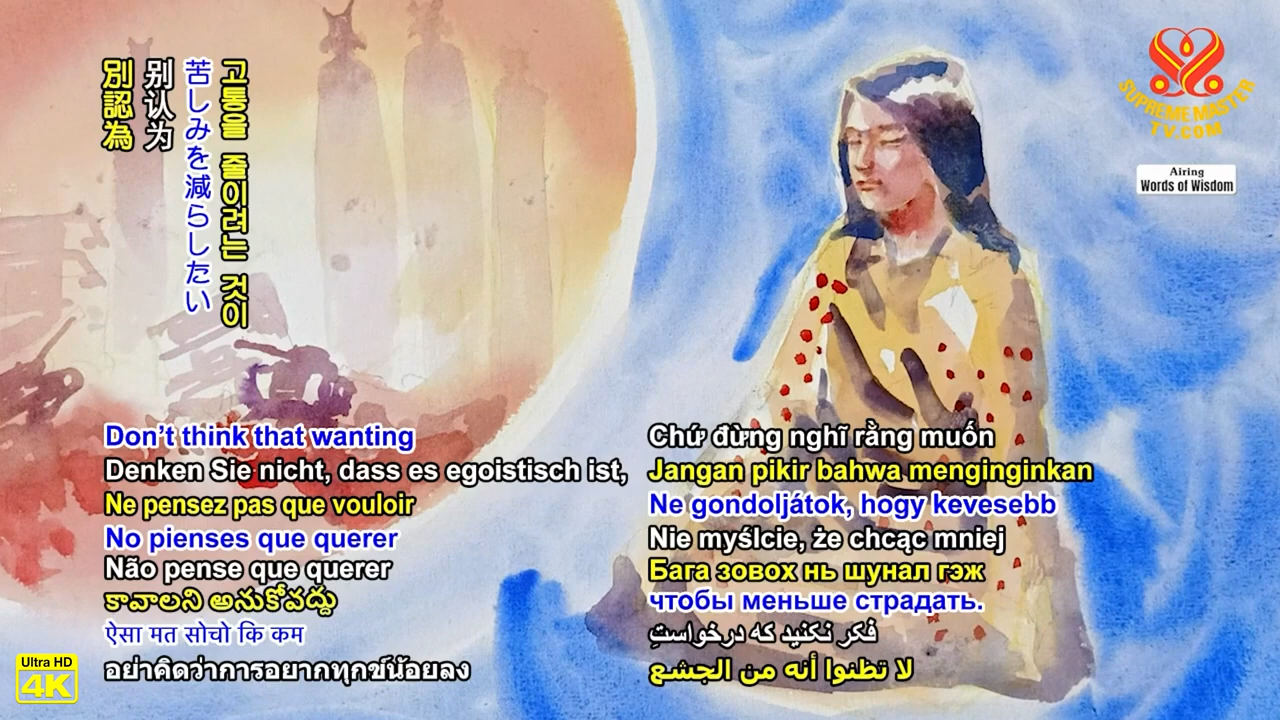 別認為
别认为
苦しみを減らしたい
고통을 줄이려는 것이
SUPREME MASTER
TV.COM
Airing
Words of Wisdom
Don't think that wanting
Denken Sie nicht, dass es egoistisch ist,
Ne pensez pas que vouloir
No pienses que querer
Não pense que querer
కావాలని అనుకోవద్దు
ऐसा मत सोचो कि कम
อย่าคิดว่าการอยากทุกข์น้อยลง
Chứ đừng nghĩ rằng muốn
Jangan pikir bahwa menginginkan
Ne gondoljátok, hogy kevesebb
Nie myślcie, że chcąc mniej
Бага зовох нь шунал гэж
чтобы меньше страдать.
فکر نکنید که درخواستِ
لا تظنوا أنه من الجشع
Ultra HD
4K